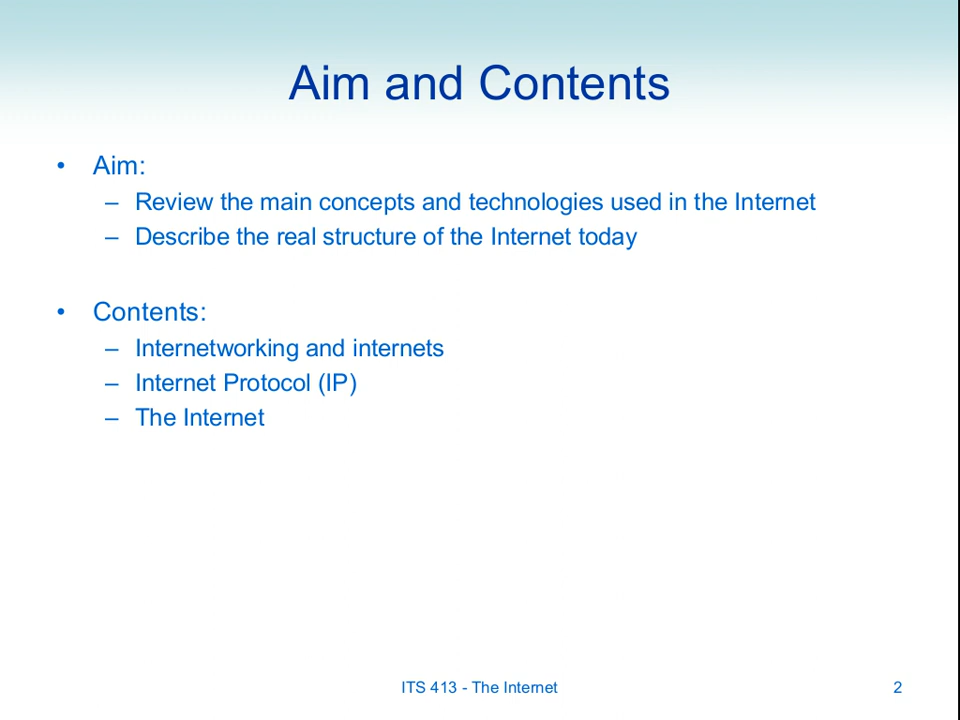 Aim and Contents
• Aim:
– Review the main concepts and technologies used in the Internet
– Describe the real structure of the Internet today
• Contents:
– Internetworking and internets
– Internet Protocol (IP)
– The Internet
ITS 413 - The Internet
2